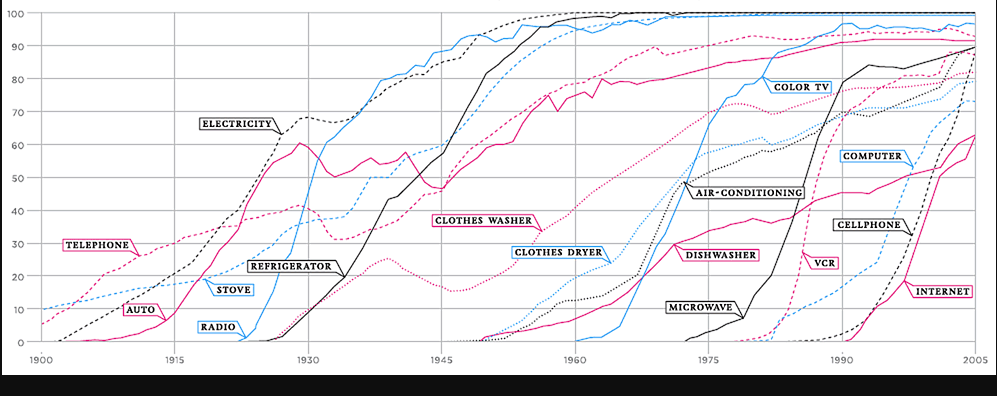 100
90
80
70
60
50
40
30
20
10
0
ELECTRICITY
TELEPHONE
AUTO
STOVE
RADIO
REFRIGERATOR
CLOTHES WASHER
CLOTHES DRYER
COLOR TV
AIR-CONDITIONING
DISHWASHER
MICROWAVE
COMPUTER
CELLPHONE
VCR
INTERNET
1900 1915 1930 1945 1960 1975 1990 2005